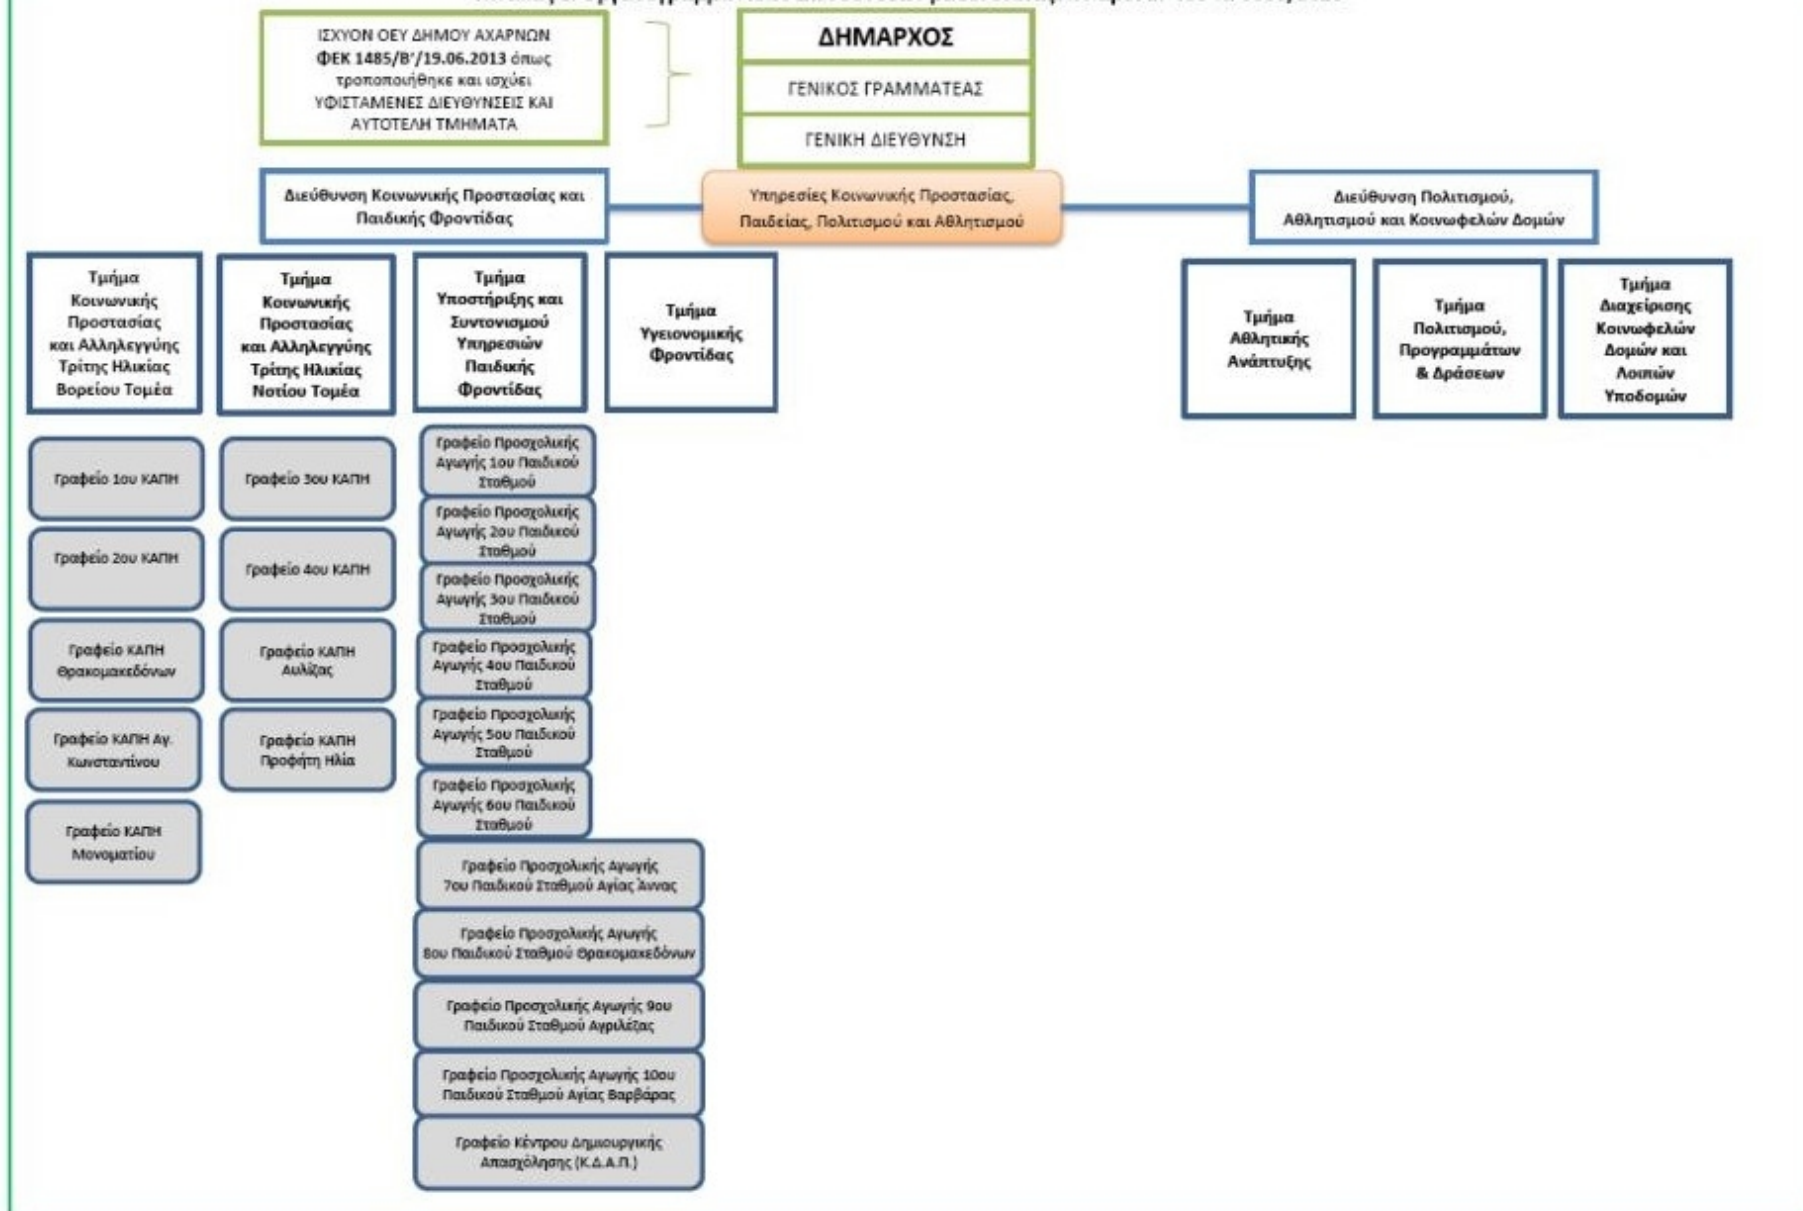 ΙΣΧΥΟΝ ΟΕΥ ΔΗΜΟΥ ΑΧΑΡΝΩΝ
ΦΕΚ 1485/Β'/19.06.2013 όπως
τροποποιήθηκε και ισχύει
ΥΦΙΣΤΑΜΕΝΕΣ ΔΙΕΥΘΥΝΣΕΙΣ ΚΑΙ
ΑΥΤΟΤΕΛΗ ΤΜΗΜΑΤΑ
ΔΗΜΑΡΧΟΣ
ΓΕΝΙΚΟΣ ΓΡΑΜΜΑΤΕΑΣ
ΓΕΝΙΚΗ ΔΙΕΥΘΥΝΣΗ
Διεύθυνση Κοινωνικής Προστασίας και
Παιδικής Φροντίδας
Υπηρεσίες Κοινωνικής Προστασίας,
Παιδείας, Πολιτισμού και Αθλητισμού
Διεύθυνση Πολιτισμού,
Αθλητισμού και Κοινωφελών Δομών
Τμήμα
Κοινωνικής
Προστασίας
και Αλληλεγγύης
Τρίτης Ηλικίας
Βορείου Τομέα
Τμήμα
Κοινωνικής
Προστασίας
και Αλληλεγγύης
Τρίτης Ηλικίας
Νοτίου Τομέα
Τμήμα
Υποστήριξης και
Συντονισμού
Υπηρεσιών
Παιδικής
Φροντίδας
Τμήμα
Υγειονομικής
Φροντίδας
Τμήμα
Αθλητικής
Ανάπτυξης
Τμήμα
Πολιτισμού,
Προγραμμάτων
& Δράσεων
Τμήμα
Διαχείρισης
Κοινωφελών
Δομών και
Λοιπών
Υποδομών
Γραφείο 1ου ΚΑΠΗ
Γραφείο 2ου ΚΑΠΗ
Γραφείο ΚΑΠΗ
Θρακομακεδόνων
Γραφείο ΚΑΠΗ Αγ.
Κωνσταντίνου
Γραφείο ΚΑΠΗ
Μονοματίου
Γραφείο 3ου ΚΑΠΗ
Γραφείο 4ου ΚΑΠΗ
Γραφείο ΚΑΠΗ
Αυλίζας
Γραφείο ΚΑΠΗ
Προφήτη Ηλία
Γραφείο Προσχολικής
Αγωγής 1ου Παιδικού
Σταθμού
Γραφείο Προσχολικής
Αγωγής 2ου Παιδικού
Σταθμού
Γραφείο Προσχολικής
Αγωγής 3ου Παιδικού
Σταθμού
Γραφείο Προσχολικής
Αγωγής 4ου Παιδικού
Σταθμού
Γραφείο Προσχολικής
Αγωγής 5ου Παιδικού
Σταθμού
Γραφείο Προσχολικής
Αγωγής 6ου Παιδικού
Σταθμού
Γραφείο Προσχολικής Αγωγής
7ου Παιδικού Σταθμού Αγίας Άννας
Γραφείο Προσχολικής Αγωγής
8ου Παιδικού Σταθμού Θρακομακεδόνων
Γραφείο Προσχολικής Αγωγής 9ου
Παιδικού Σταθμού Αγριλέζας
Γραφείο Προσχολικής Αγωγής 10ου
Παιδικού Σταθμού Αγίας Βαρβάρας
Γραφείο Κέντρου Δημιουργικής
Απασχόλησης (Κ.Δ.Α.Π.)